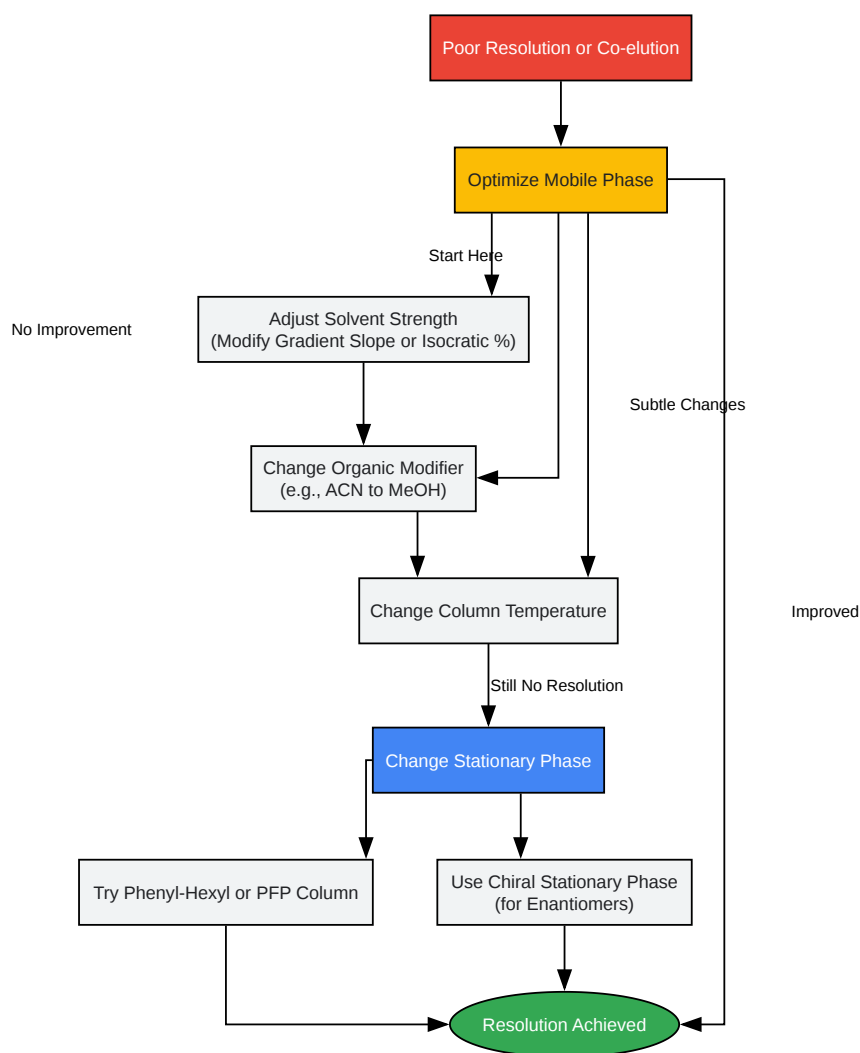 Poor Resolution or Co-elution
Optimize Mobile Phase
Start Here
Adjust Solvent Strength
(Modify Gradient Slope or Isocratic %)
No Improvement
Subtle Changes
Change Organic Modifier
(e.g., ACN to MeOH)
Change Column Temperature
Improved
Still No Resolution
Change Stationary Phase
Try Phenyl-Hexyl or PFP Column
Use Chiral Stationary Phase
(for Enantiomers)
Resolution Achieved